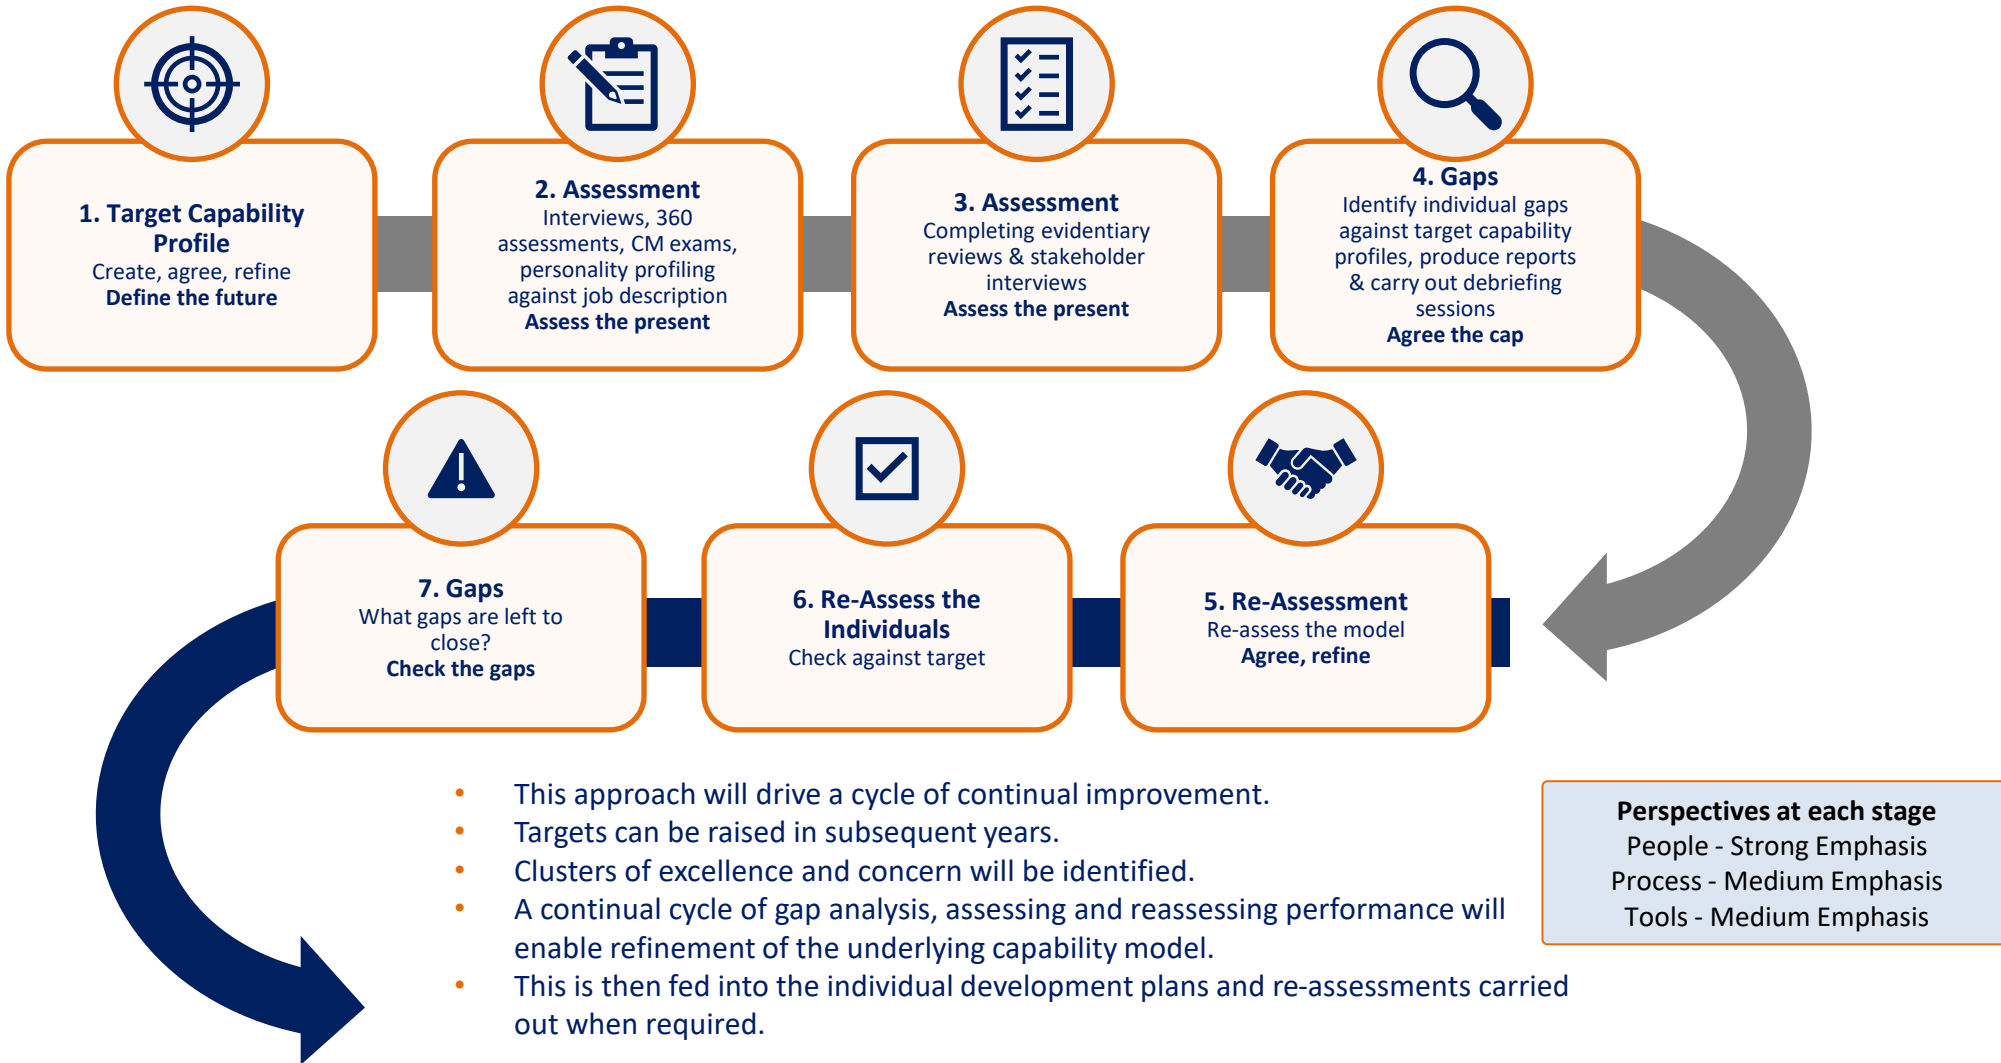 1. Target Capability
Profile
Create, agree, refine
Define the future
2. Assessment
Interviews, 360
assessments, CM exams,
personality profiling
against job description
Assess the present
3. Assessment
Completing evidentiary
reviews & stakeholder
interviews
Assess the present
4. Gaps
Identify individual gaps
against target capability
profiles, produce reports
& carry out debriefing
sessions
Agree the cap
5. Re-Assessment
Re-assess the model
Agree, refine
6. Re-Assess the
Individuals
Check against target
7. Gaps
What gaps are left to
close?
Check the gaps
• This approach will drive a cycle of continual improvement.
• Targets can be raised in subsequent years.
• Clusters of excellence and concern will be identified.
• A continual cycle of gap analysis, assessing and reassessing performance will
enable refinement of the underlying capability model.
• This is then fed into the individual development plans and re-assessments carried
out when required.
Perspectives at each stage
People - Strong Emphasis
Process - Medium Emphasis
Tools - Medium Emphasis